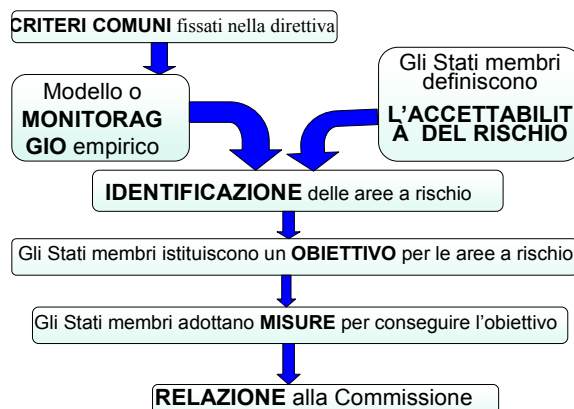 CRITERI COMUNI fissati nella direttiva
Modello o
MONITORAG
GIO empirico
Gli Stati membri
definiscono
L'ACCETTABILIT
À DEL RISCHIO
IDENTIFICAZIONE delle aree a rischio
Gli Stati membri istituiscono un OBIETTIVO per le aree a rischio
Gli Stati membri adottano MISURE per conseguire l'obiettivo
RELAZIONE alla Commissione